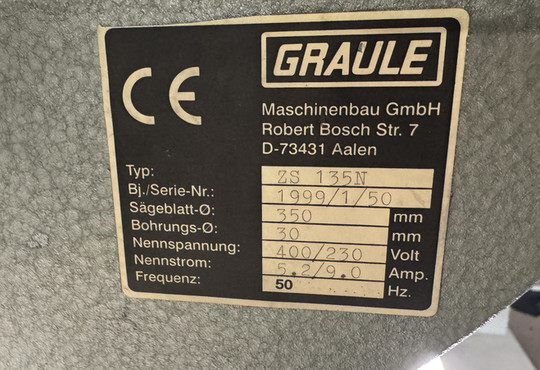 CE
GRAULE
Maschinenbau GmbH
Robert Bosch Str. 7
D-73431 Aalen
Typ: ZS 135N
Bj./Serie-Nr.: 1999/1/50
Sägeblatt-Ø: 350 mm
Bohrungs-Ø: 30 mm
Nennspannung: 400/230 Volt
Nennstrom: 5.2/9.0 Amp.
Frequenz: 50 Hz.